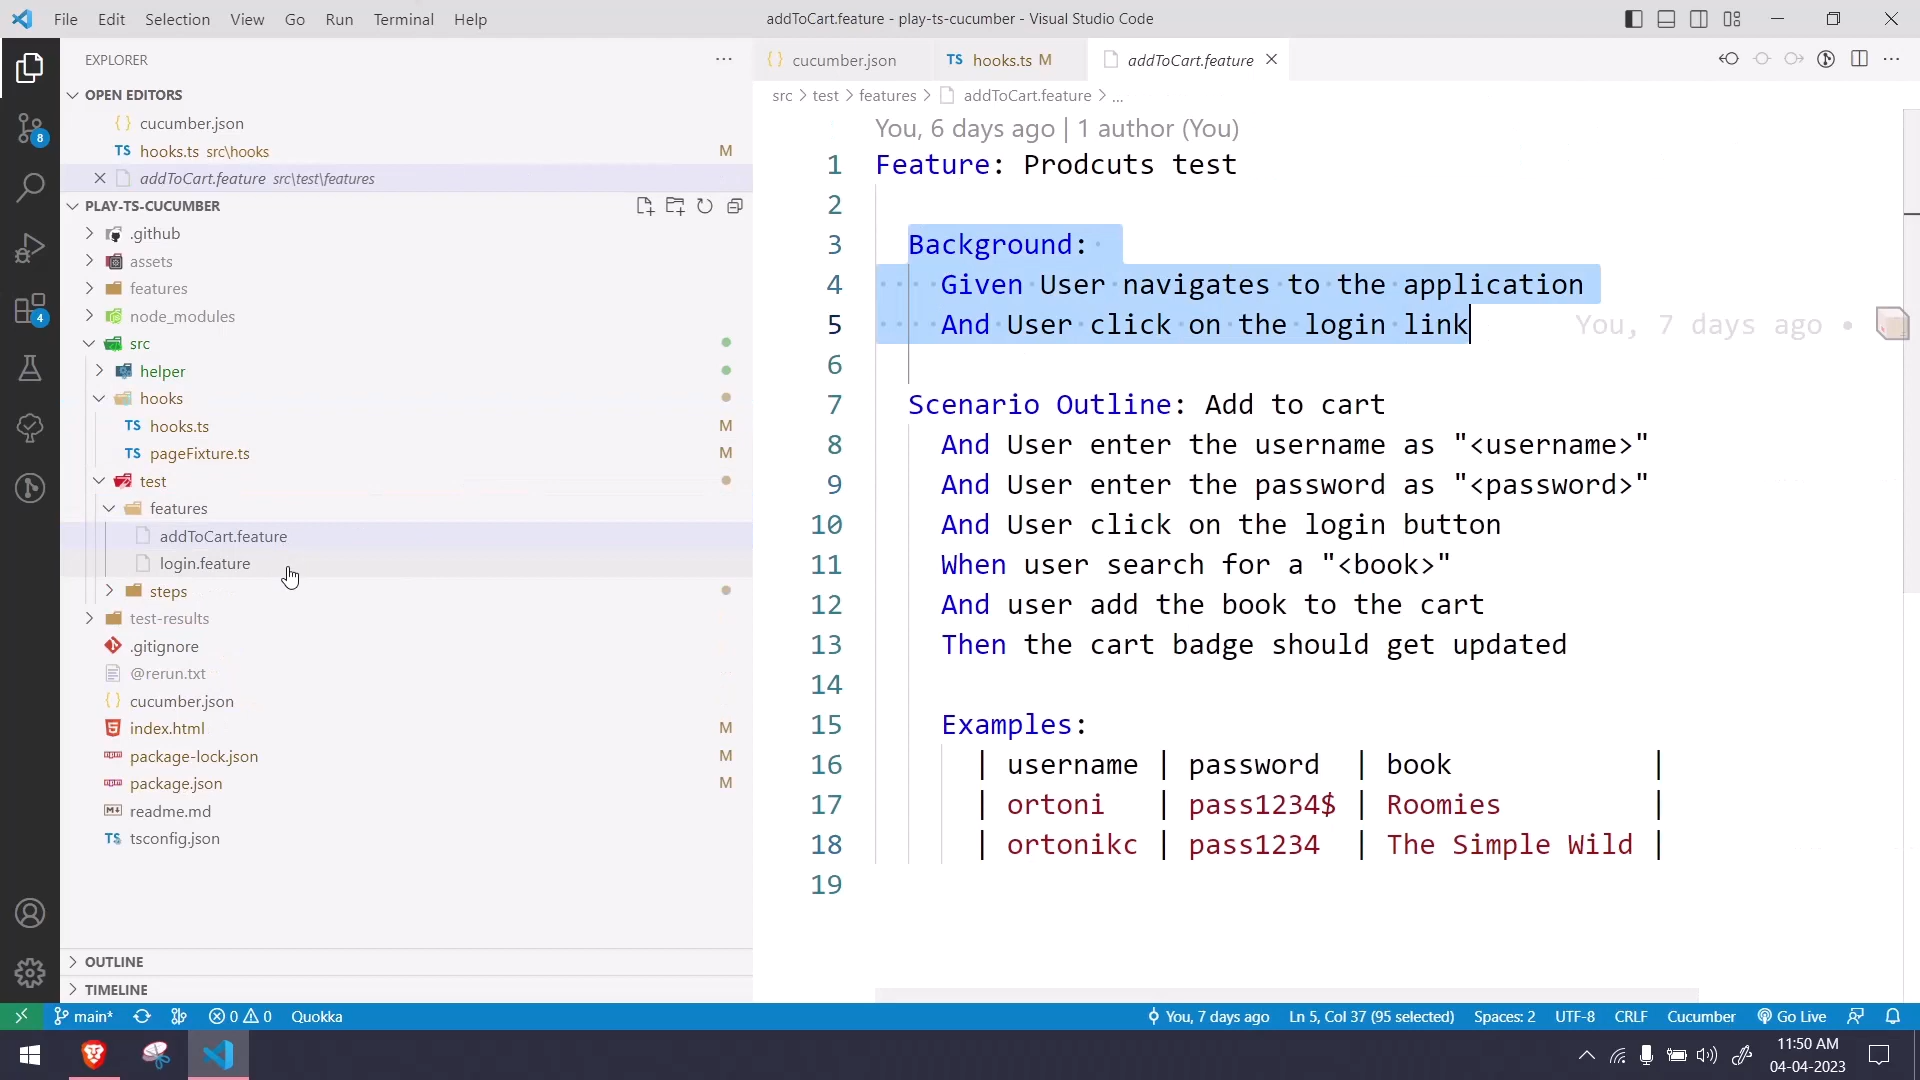 File Edit Selection View Go Run Terminal Help
addToCart.feature - play-ts-cucumber - Visual Studio Code
EXPLORER
OPEN EDITORS
{} cucumber.json
TS hooks.ts src\hooks M
addToCart.feature src\test\features
PLAY-TS-CUCUMBER
.github
assets
features
node_modules
src
helper
hooks
TS hooks.ts M
TS pageFixture.ts M
test
features
addToCart.feature
login.feature
steps
test-results
.gitignore
@rerun.txt
{} cucumber.json
index.html M
package-lock.json M
package.json M
readme.md
TS tsconfig.json
OUTLINE
TIMELINE
8
4
{} cucumber.json
TS hooks.ts M
addToCart.feature
src > test > features > addToCart.feature > ...
You, 6 days ago | 1 author (You)
1 Feature: Prodcuts test
2
3 Background:
4 Given User navigates to the application
5 And User click on the login link You, 7 days ago •
6
7 Scenario Outline: Add to cart
8 And User enter the username as "<username>"
9 And User enter the password as "<password>"
10 And User click on the login button
11 When user search for a "<book>"
12 And user add the book to the cart
13 Then the cart badge should get updated
14
15 Examples:
16 | username | password | book |
17 | ortoni | pass1234$ | Roomies |
18 | ortonikc | pass1234 | The Simple Wild |
19
main* 0 0 Quokka You, 7 days ago Ln 5, Col 37 (95 selected) Spaces: 2 UTF-8 CRLF Cucumber Go Live
11:50 AM
04-04-2023